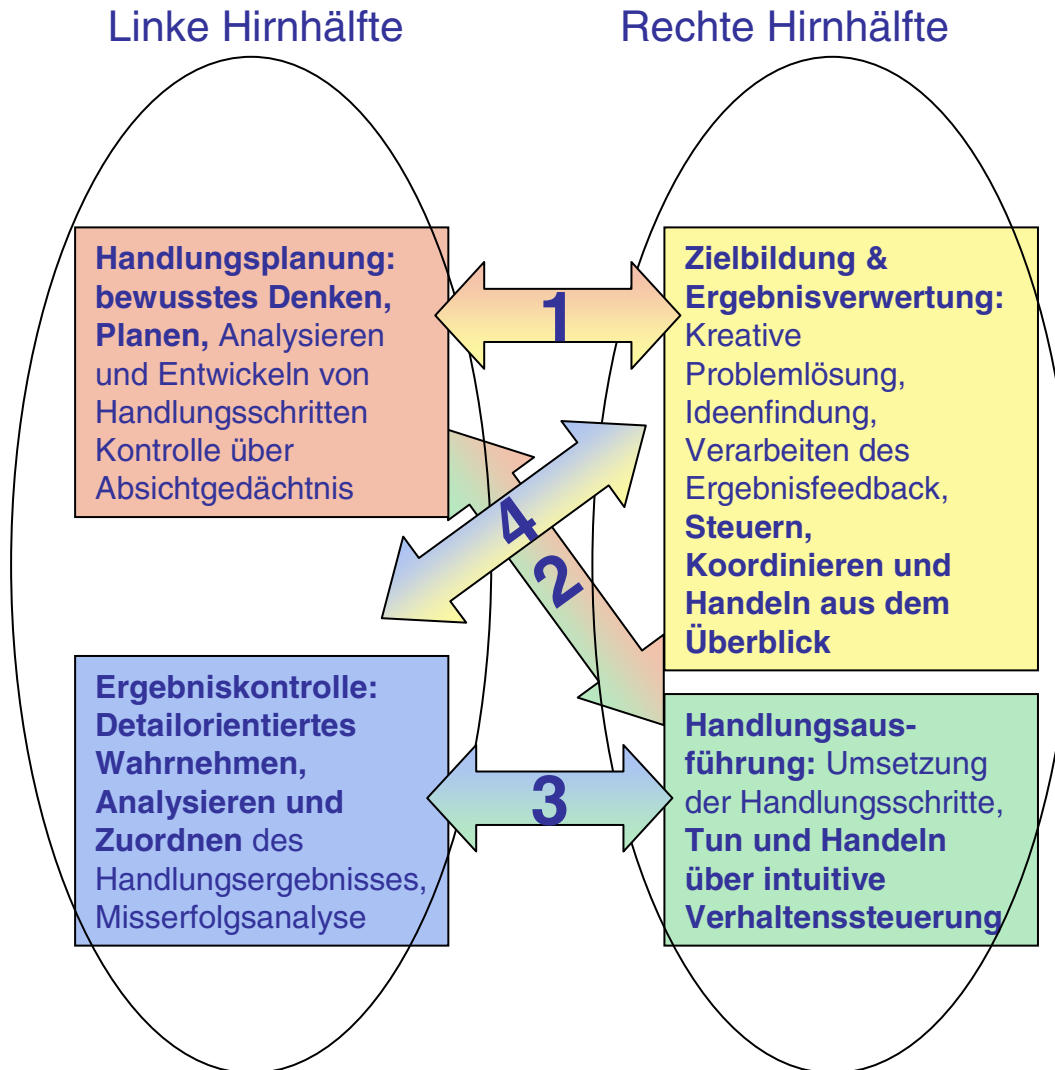 Linke Hirnhälfte
Rechte Hirnhälfte
Handlungsplanung:
bewusstes Denken,
Planen, Analysieren
und Entwickeln von
Handlungsschritten
Kontrolle über
Absichtgedächtnis
1
Zielbildung &
Ergebnisverwertung:
Kreative
Problemlösung,
Ideenfindung,
Verarbeiten des
Ergebnisfeedback,
Steuern,
Koordinieren und
Handeln aus dem
Überblick
4
2
Ergebniskontrolle:
Detailorientiertes
Wahrnehmen,
Analysieren und
Zuordnen des
Handlungsergebnisses,
Misserfolgsanalyse
3
Handlungsaus-
führung: Umsetzung
der Handlungsschritte,
Tun und Handeln
über intuitive
Verhaltenssteuerung